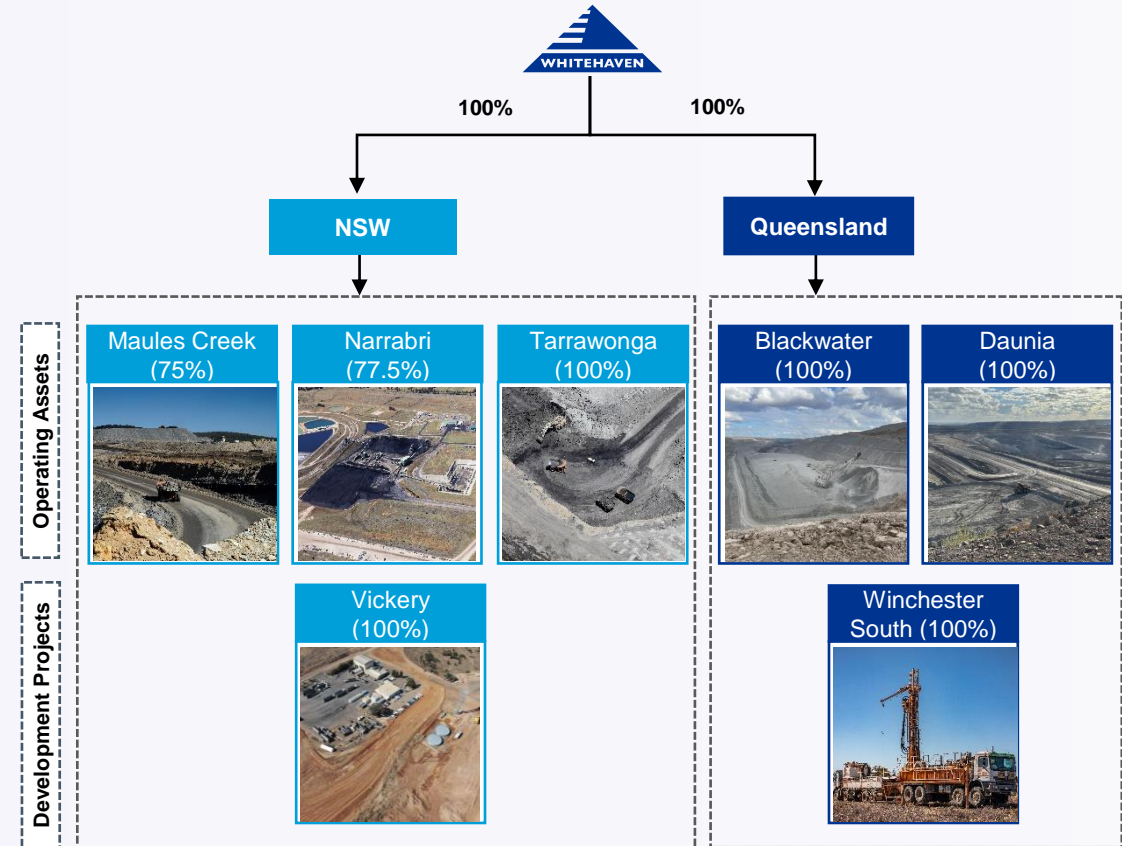 WHITEHAVEN
100%
100%
NSW
Queensland
Operating Assets
Maules Creek
(75%)
Narrabri
(77.5%)
Tarrawonga
(100%)
Blackwater
(100%)
Daunia
(100%)
Development Projects
Vickery
(100%)
Winchester
South (100%)